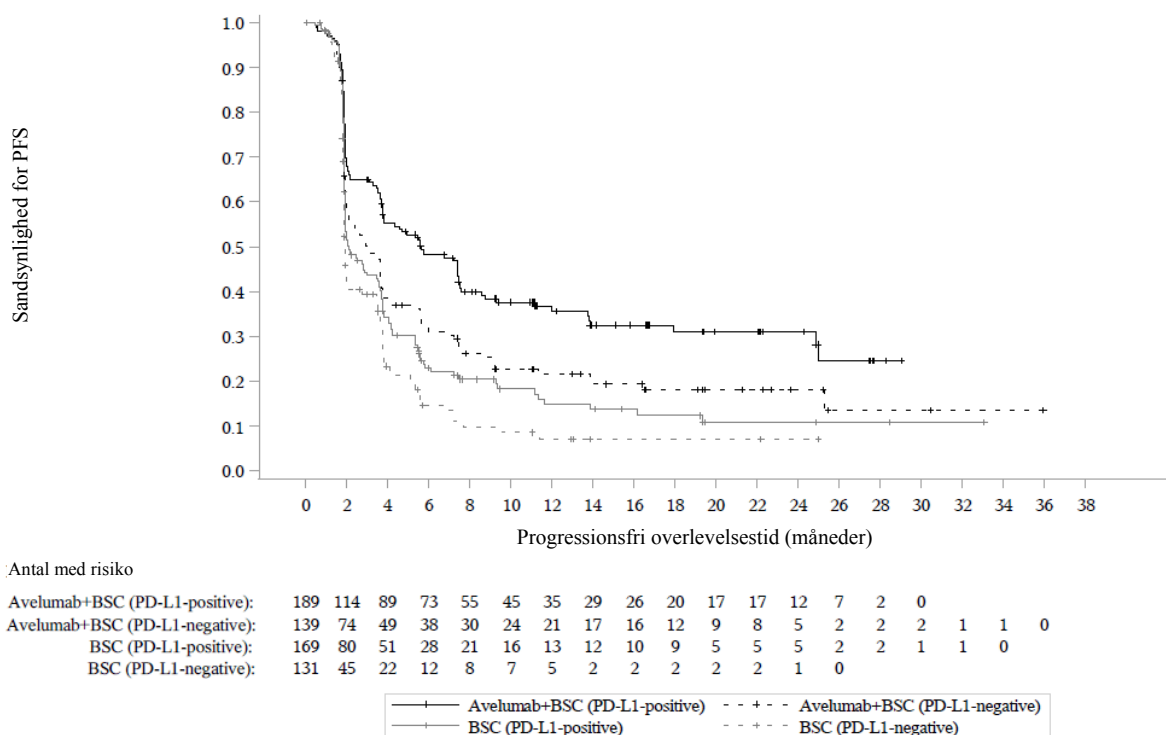 Sandsynlighed for PFS
1.0
0.9
0.8
0.7
0.6
0.5
0.4
0.3
0.2
0.1
0.0
0 2 4 6 8 10 12 14 16 18 20 22 24 26 28 30 32 34 36 38
Progressionsfri overlevelsestid (måneder)
Antal med risiko
Avelumab+BSC (PD-L1-positive): 189 114 89 73 55 45 35 29 26 20 17 17 12 7 2 0
Avelumab+BSC (PD-L1-negative): 139 74 49 38 30 24 21 17 16 12 9 8 5 2 2 2 1 1 0
BSC (PD-L1-positive): 169 80 51 28 21 16 13 12 10 9 5 5 5 2 2 1 1 0
BSC (PD-L1-negative): 131 45 22 12 8 7 5 2 2 2 2 2 1 0
Avelumab+BSC (PD-L1-positive) Avelumab+BSC (PD-L1-negative)
BSC (PD-L1-positive) BSC (PD-L1-negative)